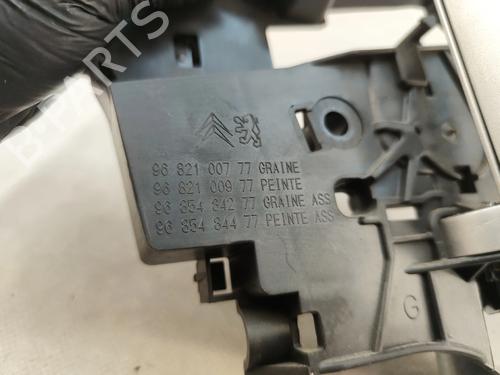 96 821 007 77 GRAINE
96 821 009 77 PEINTE
96 854 842 77 GRAINE ASS
96 854 844 77 PEINTE ASS
G